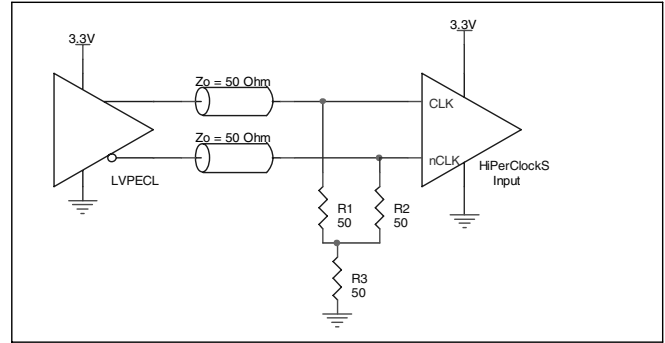 3.3V
3.3V
Zo = 50 Ohm
CLK
Zo = 50 Ohm
nCLK
HiPerClockS
Input
LVPECL
R1
50
R2
50
R3
50